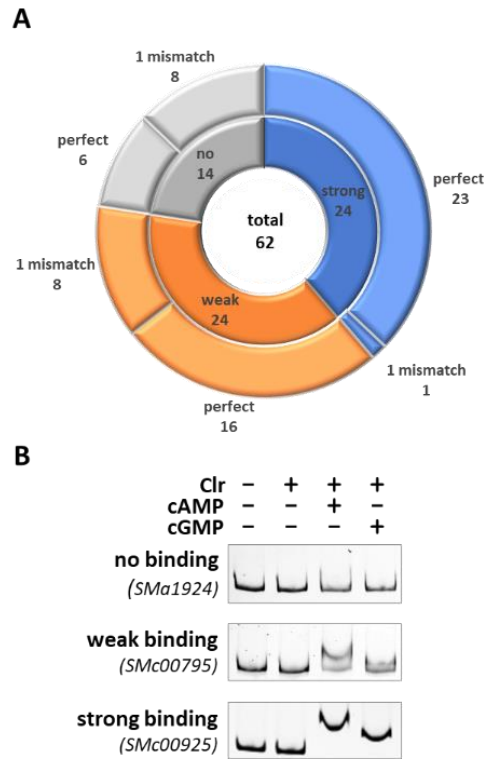 A
1 mismatch
8
perfect
6
no
14
strong
24
perfect
23
total
62
1 mismatch
8
weak
24
1 mismatch
1
perfect
16
B
Clr − + + +
cAMP − − + −
cGMP − − − +
no binding
(SMa1924)
weak binding
(SMc00795)
strong binding
(SMc00925)